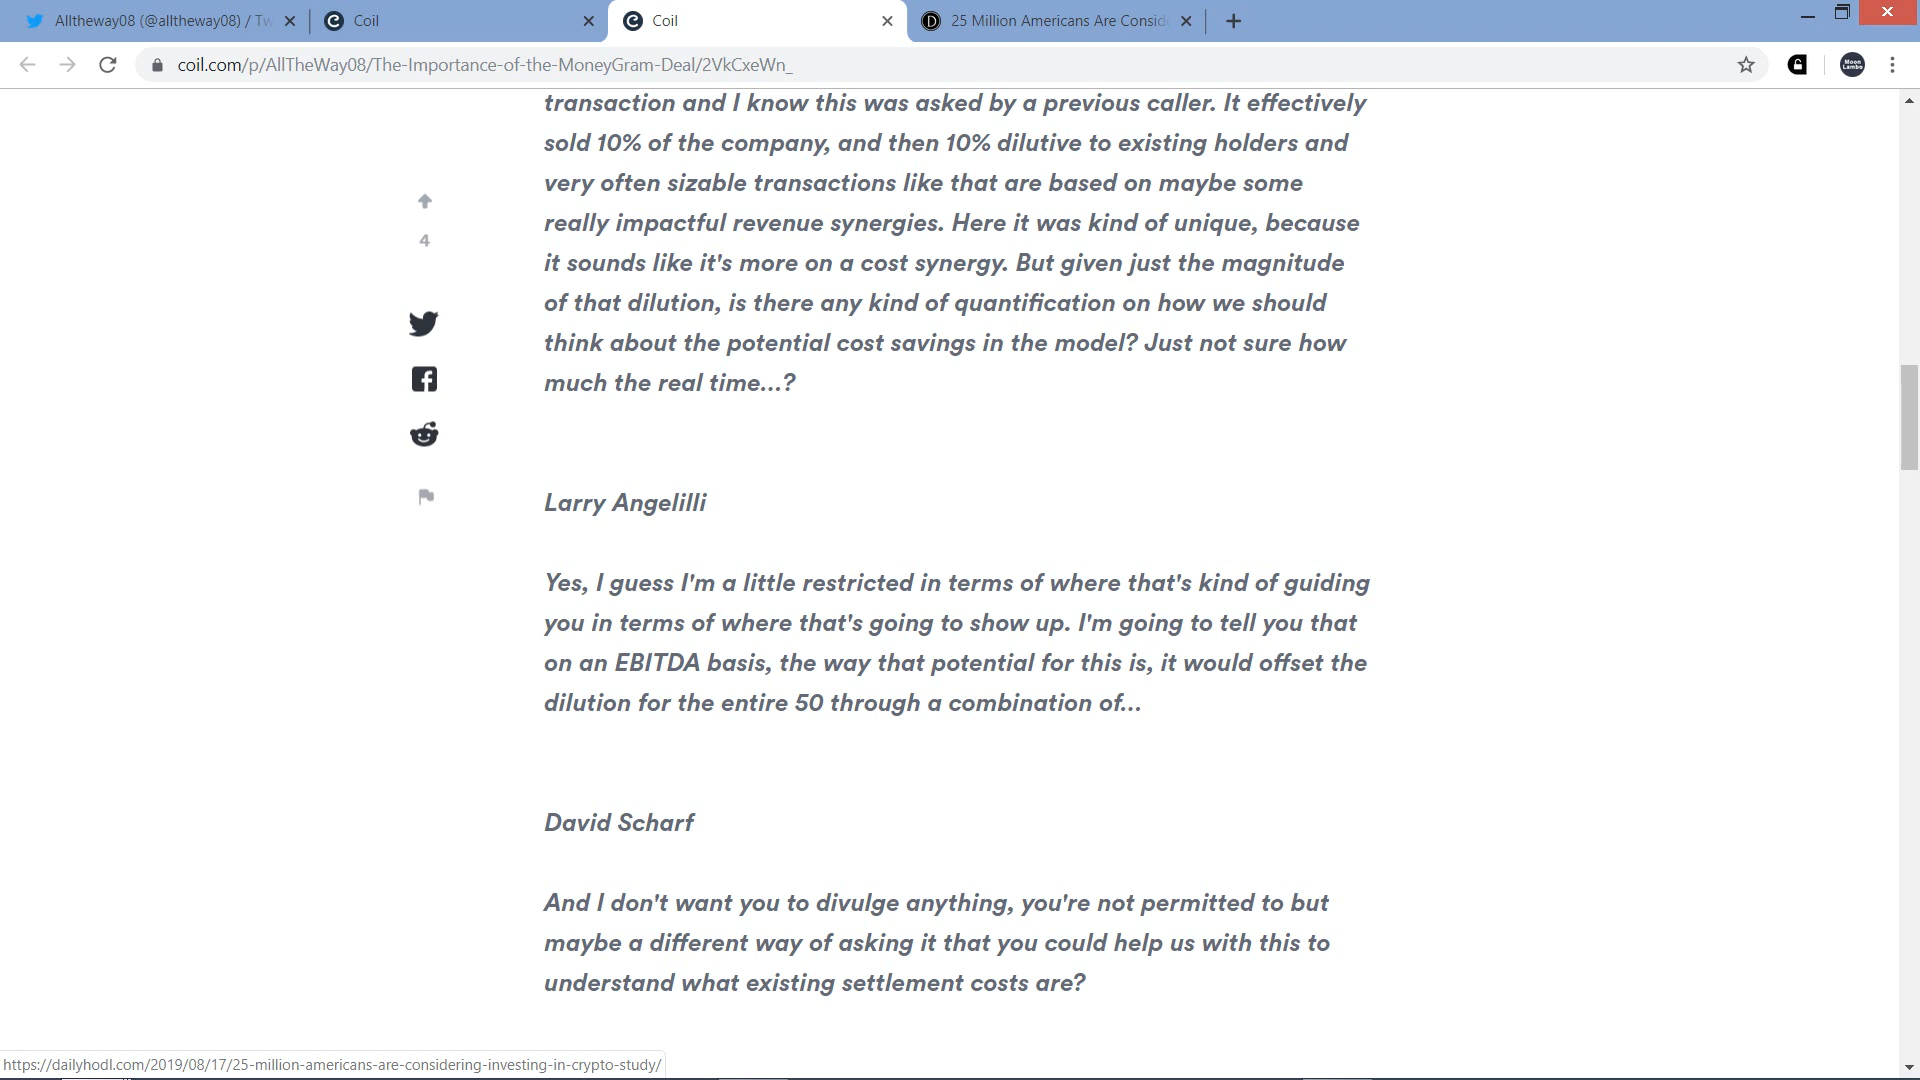 Alltheway08 (@alltheway08) / Tw
Coil
Coil
25 Million Americans Are Consid
coil.com/p/AllTheWay08/The-Importance-of-the-MoneyGram-Deal/2VkCxeWn_
Moon
Lambo
transaction and I know this was asked by a previous caller. It effectively
sold 10% of the company, and then 10% dilutive to existing holders and
very often sizable transactions like that are based on maybe some
really impactful revenue synergies. Here it was kind of unique, because
it sounds like it's more on a cost synergy. But given just the magnitude
of that dilution, is there any kind of quantification on how we should
think about the potential cost savings in the model? Just not sure how
much the real time...?
4
Larry Angelilli
Yes, I guess I'm a little restricted in terms of where that's kind of guiding
you in terms of where that's going to show up. I'm going to tell you that
on an EBITDA basis, the way that potential for this is, it would offset the
dilution for the entire 50 through a combination of...
David Scharf
And I don't want you to divulge anything, you're not permitted to but
maybe a different way of asking it that you could help us with this to
understand what existing settlement costs are?
https://dailyhodl.com/2019/08/17/25-million-americans-are-considering-investing-in-crypto-study/